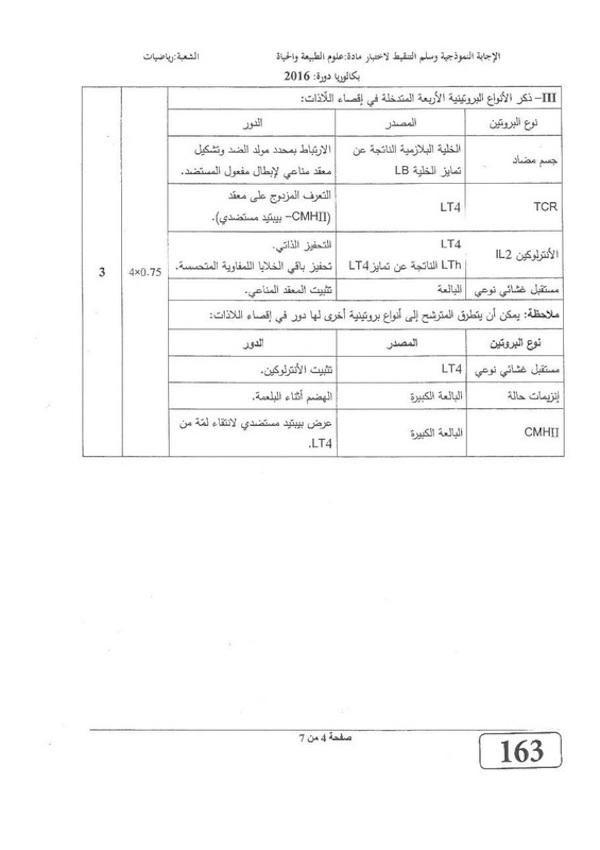 الإجابة النموذجية وسلم التنقيط لاختبار مادة:علوم الطبيعة والحياة الشعبة:رياضيات
بكالوريا دورة: 2016
III– ذكر الأنواع البروتينية الأربعة المتدخلة في إقصاء اللّاذات:
نوع البروتين المصدر الدور
جسم مضاد الخلية البلازمية الناتجة عن الارتباط بمحدد مولد الضد وتشكيل
تمايز الخلية LB معقد مناعي لإبطال مفعول المستضد.
TCR LT4 التعرف المزدوج على معقد
(CMHII– بيبتيد مستضدي).
الأنترلوكين IL2 LT4 التحفيز الذاتي.
LTh الناتجة عن تمايز LT4 تحفيز باقي الخلايا اللمفاوية المتحسسة.
3 4×0.75
مستقبل غشائي نوعي البالعة تثبيت المعقد المناعي.
ملاحظة: يمكن أن يتطرق المترشح إلى أنواع بروتينية أخرى لها دور في إقصاء اللاذات:
نوع البروتين المصدر الدور
مستقبل غشائي نوعي LT4 تثبيت الأنترلوكين.
إنزيمات حالة البالعة الكبيرة الهضم أثناء البلعمة.
CMHII البالعة الكبيرة عرض بيبتيد مستضدي لانتقاء لمّة من
LT4.
صفحة 4 من 7
163